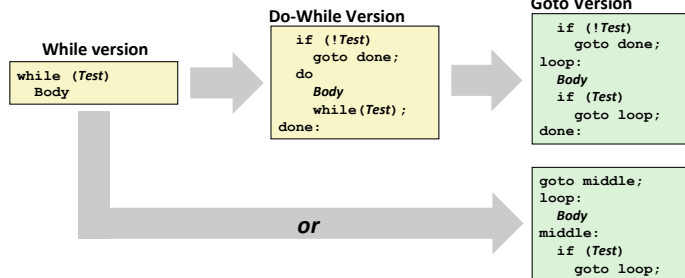 While version
while (Test)
Body
Do-While Version
if (!Test)
goto done;
do
Body
while(Test);
done:
Goto Version
if (!Test)
goto done;
loop:
Body
if (Test)
goto loop;
done:
or
goto middle;
loop:
Body
middle:
if (Test)
goto loop;